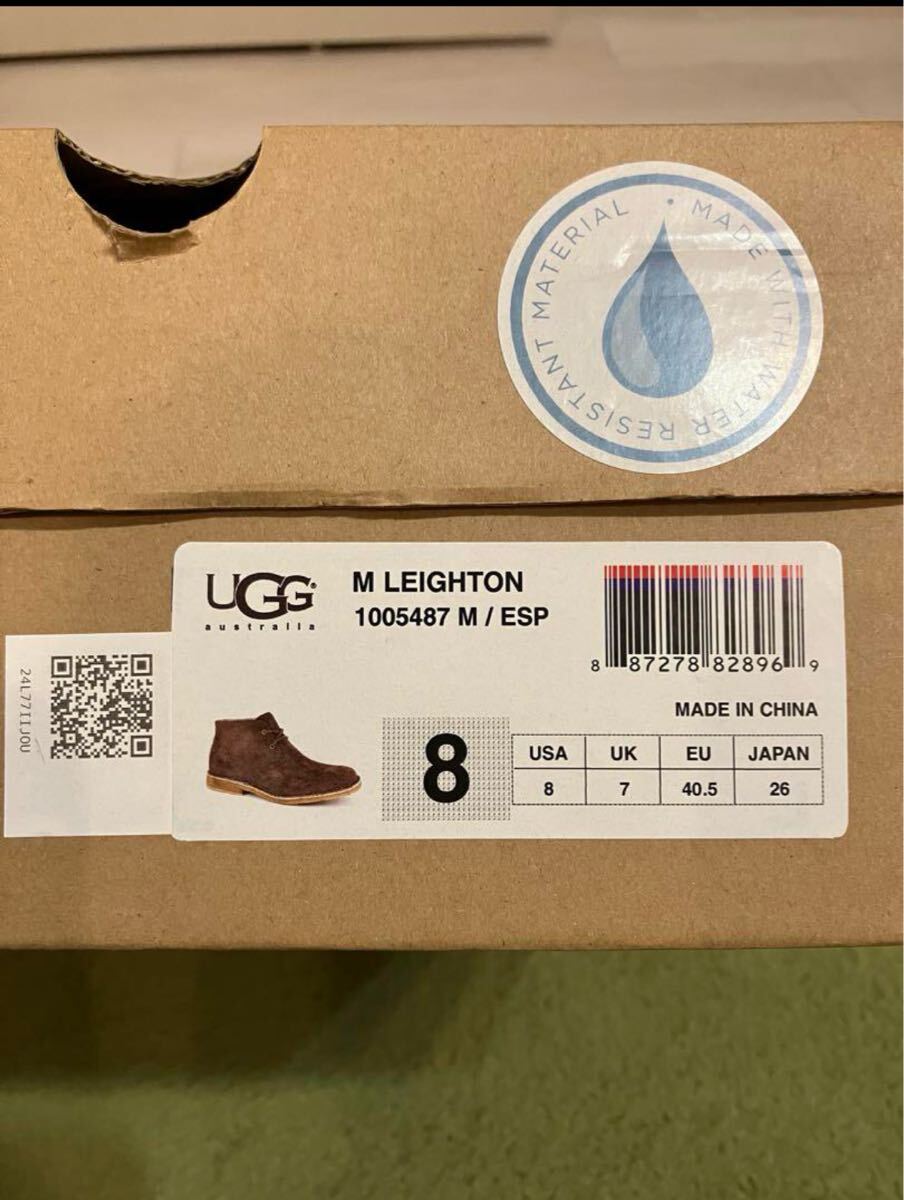 MADE WITH WATER RESISTANT MATERIAL
UGG
australia
M LEIGHTON
1005487 M / ESP
8 87278 82896 9
MADE IN CHINA
24L77IIJ0U
8
USA UK EU JAPAN
8 7 40.5 26